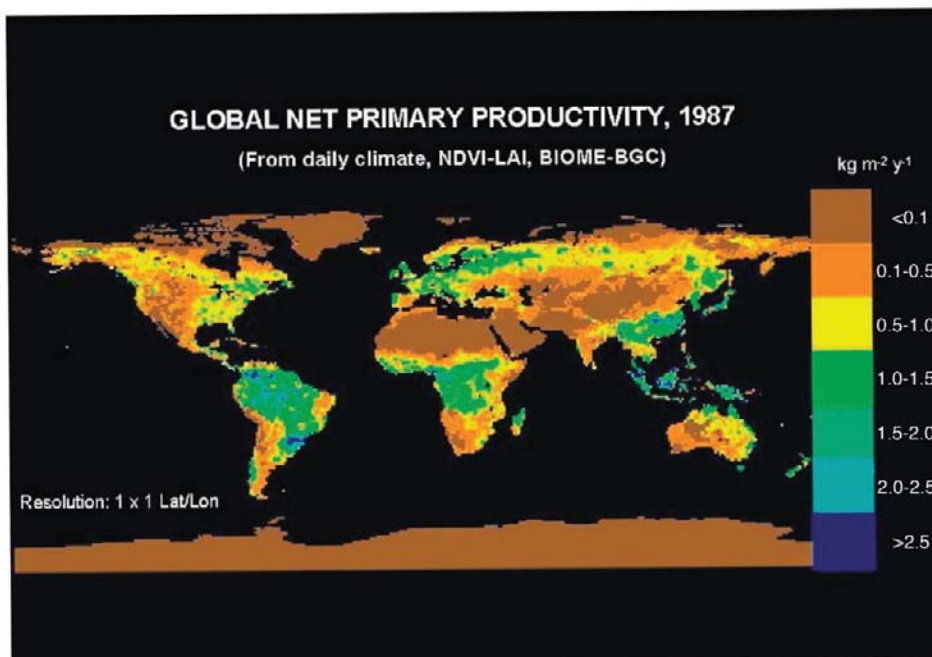 GLOBAL NET PRIMARY PRODUCTIVITY, 1987
(From daily climate, NDVI-LAI, BIOME-BGC)
kg m⁻² y⁻¹
<0.1
0.1-0.5
0.5-1.0
1.0-1.5
1.5-2.0
2.0-2.5
>2.5
Resolution: 1 x 1 Lat/Lon